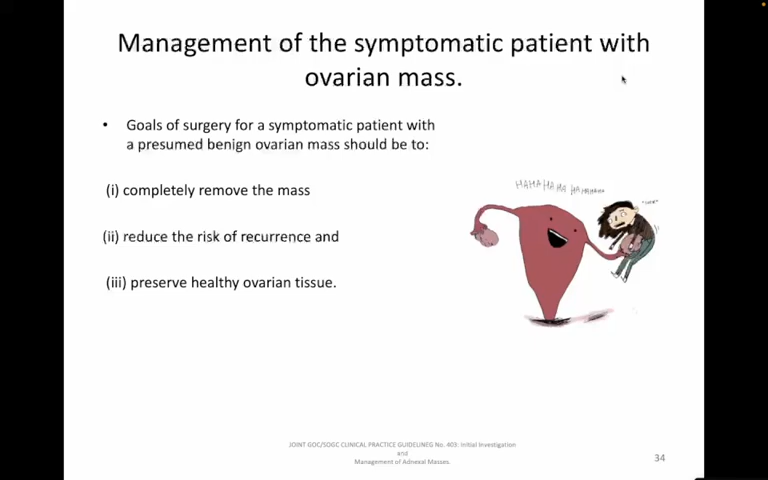 Management of the symptomatic patient with
ovarian mass.
• Goals of surgery for a symptomatic patient with
a presumed benign ovarian mass should be to:
(i) completely remove the mass
(ii) reduce the risk of recurrence and
(iii) preserve healthy ovarian tissue.
JOINT GOC/SOGC CLINICAL PRACTICE GUIDELINEG No. 403: Initial Investigation
and
Management of Adnexal Masses.
34